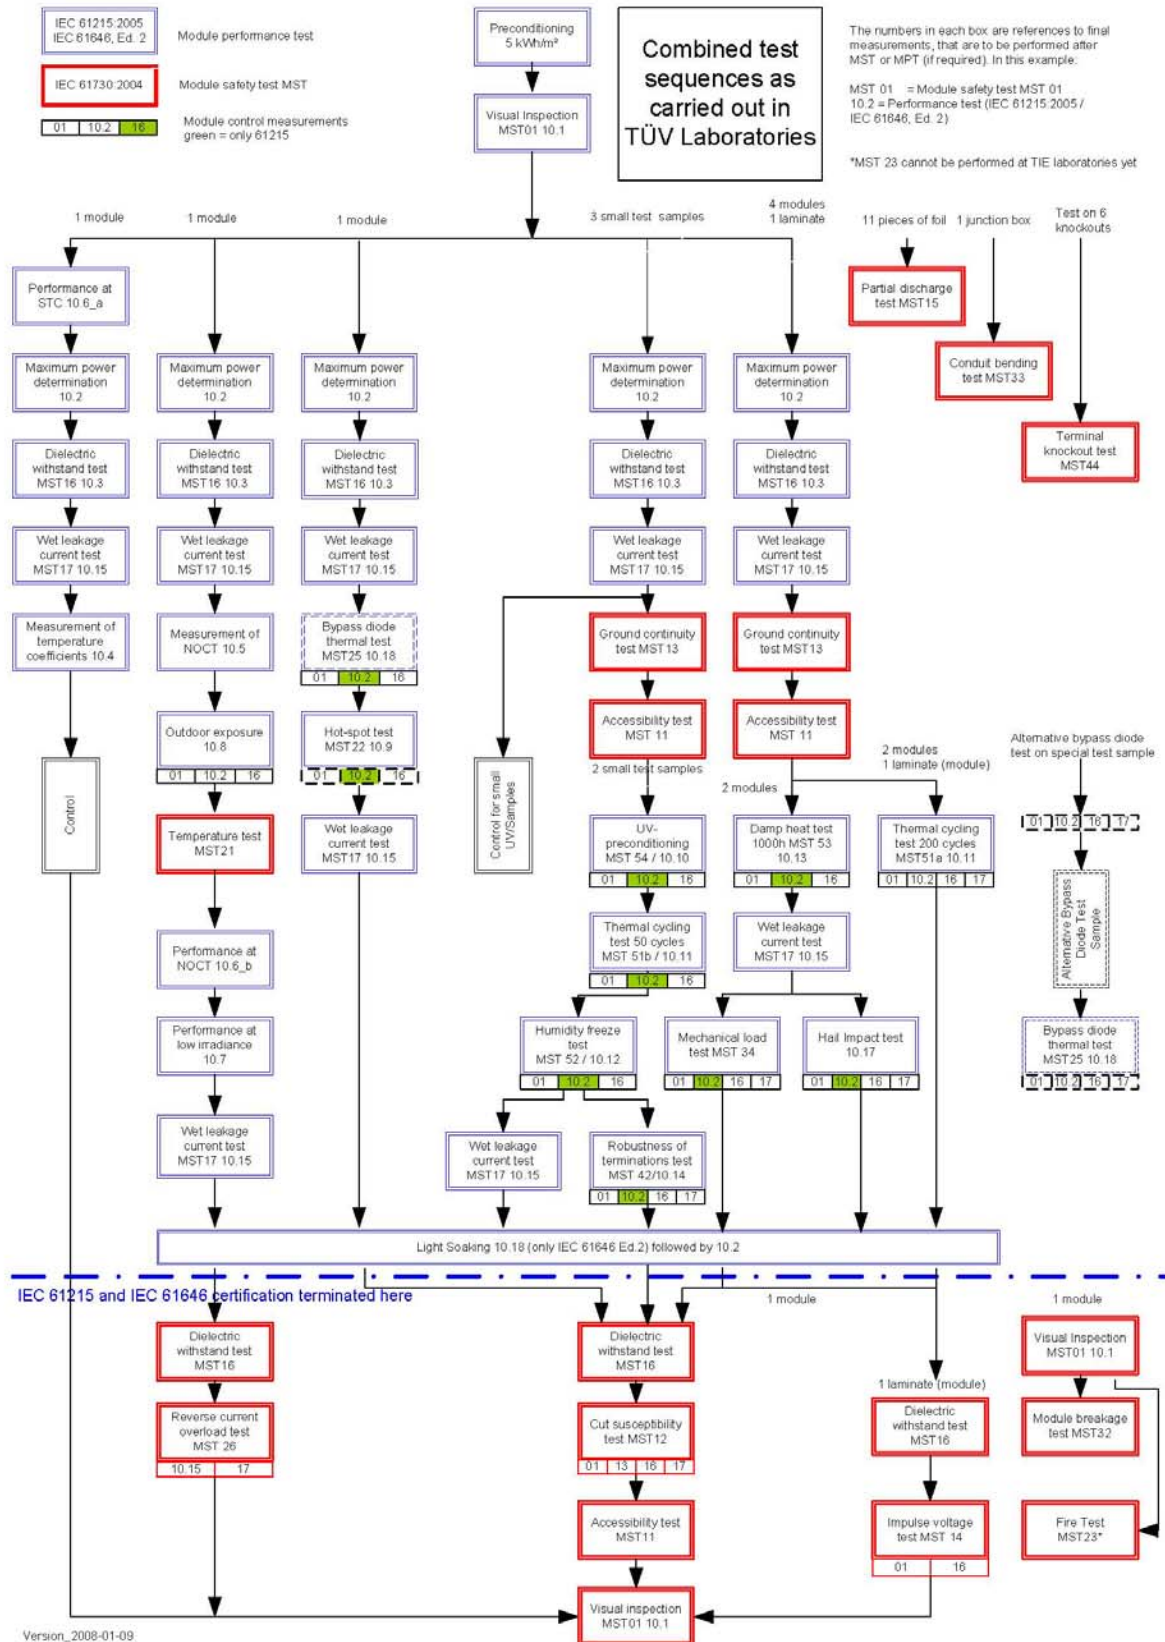 IEC 61215:2005
IEC 61646, Ed. 2
Module performance test
IEC 61730:2004
Module safety test MST
01 10.2 16
Module control measurements
green = only 61215
Preconditioning
5 kWh/m²
Visual Inspection
MST01 10.1
Combined test
sequences as
carried out in
TÜV Laboratories
The numbers in each box are references to final
measurements, that are to be performed after
MST or MPT (if required). In this example:
MST 01 = Module safety test MST 01
10.2 = Performance test (IEC 61215:2005 /
IEC 61646, Ed. 2)
*MST 23 cannot be performed at TIE laboratories yet
1 module
1 module
1 module
3 small test samples
4 modules
1 laminate
11 pieces of foil
1 junction box
Test on 6
knockouts
Performance at
STC 10.6_a
Partial discharge
test MST15
Maximum power
determination
10.2
Maximum power
determination
10.2
Maximum power
determination
10.2
Maximum power
determination
10.2
Maximum power
determination
10.2
Conduit bending
test MST33
Dielectric
withstand test
MST16 10.3
Dielectric
withstand test
MST16 10.3
Dielectric
withstand test
MST16 10.3
Dielectric
withstand test
MST16 10.3
Dielectric
withstand test
MST16 10.3
Terminal
knockout test
MST44
Wet leakage
current test
MST17 10.15
Wet leakage
current test
MST17 10.15
Wet leakage
current test
MST17 10.15
Wet leakage
current test
MST17 10.15
Wet leakage
current test
MST17 10.15
Measurement of
temperature
coefficients 10.4
Measurement of
NOCT 10.5
Bypass diode
thermal test
MST25 10.18
01 10.2 16
Ground continuity
test MST13
Ground continuity
test MST13
Outdoor exposure
10.8
01 10.2 16
Hot-spot test
MST22 10.9
01 10.2 16
Accessibility test
MST 11
Accessibility test
MST 11
2 small test samples
2 modules
2 modules
1 laminate (module)
Alternative bypass diode
test on special test sample
Control
Temperature test
MST21
Wet leakage
current test
MST17 10.15
Control for small
UV/Samples
UV-
preconditioning
MST 54 / 10.10
01 10.2 16
Damp heat test
1000h MST 53
10.13
01 10.2 16
Thermal cycling
test 200 cycles
MST51a 10.11
01 10.2 16 17
01 10.2 16 17
Alternative Bypass
Diode Test
Sample
Performance at
NOCT 10.6_b
Thermal cycling
test 50 cycles
MST 51b / 10.11
01 10.2 16
Wet leakage
current test
MST17 10.15
Performance at
low irradiance
10.7
Humidity freeze
test
MST 52 / 10.12
01 10.2 16
Mechanical load
test MST 34
01 10.2 16 17
Hail Impact test
10.17
01 10.2 16 17
Bypass diode
thermal test
MST25 10.18
01 10.2 16 17
Wet leakage
current test
MST17 10.15
Wet leakage
current test
MST17 10.15
Robustness of
terminations test
MST 42/10.14
01 10.2 16 17
Light Soaking 10.18 (only IEC 61646 Ed.2) followed by 10.2
IEC 61215 and IEC 61646 certification terminated here
1 module
1 module
Dielectric
withstand test
MST16
Dielectric
withstand test
MST16
Visual Inspection
MST01 10.1
1 laminate (module)
Reverse current
overload test
MST 26
10.15 17
Cut susceptibility
test MST12
01 13 16 17
Dielectric
withstand test
MST16
Module breakage
test MST32
Accessibility test
MST11
Impulse voltage
test MST 14
01 16
Fire Test
MST23*
Visual inspection
MST01 10.1
Version_2008-01-09